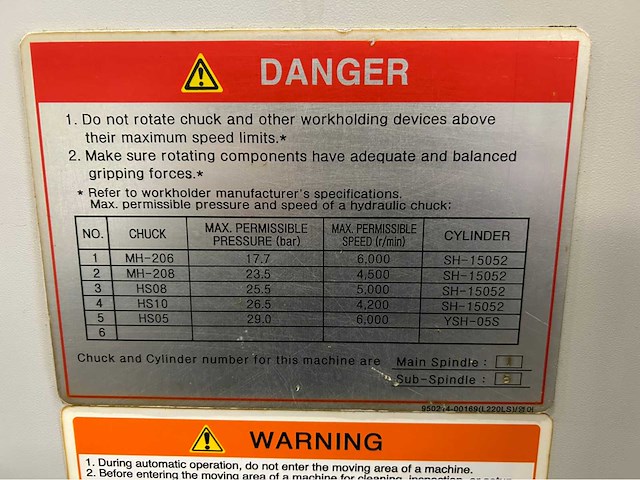 DANGER
1. Do not rotate chuck and other workholding devices above
their maximum speed limits.*
2. Make sure rotating components have adequate and balanced
gripping forces.*
* Refer to workholder manufacturer's specifications.
Max. permissible pressure and speed of a hydraulic chuck:
NO. CHUCK MAX. PERMISSIBLE PRESSURE (bar) MAX. PERMISSIBLE SPEED (r/min) CYLINDER
1 MH-206 17.7 6,000 SH-15052
2 MH-208 23.5 4,500 SH-15052
3 HS08 25.5 5,000 SH-15052
4 HS10 26.5 4,200 SH-15052
5 HS05 29.0 6,000 YSH-05S
6
Chuck and Cylinder number for this machine are Main Spindle :
Sub-Spindle :
WARNING
1. During automatic operation, do not enter the moving area of a machine.
2. Before entering the moving area of a machine for cleaning, inspection, or setup